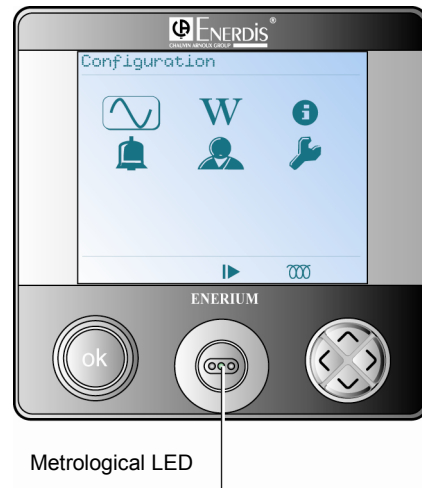 ENERDIS®
CHAUVIN ARNOUX GROUP
Configuration
W
i
ENERIUM
ok
Metrological LED